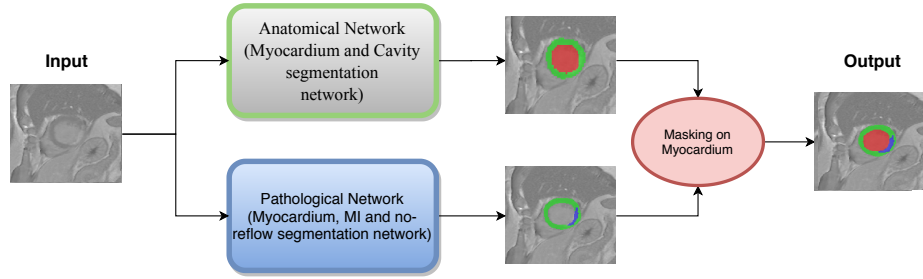 Input
Anatomical Network
(Myocardium and Cavity
segmentation
network)
Pathological Network
(Myocardium, MI and no-
reflow segmentation network)
Masking on
Myocardium
Output